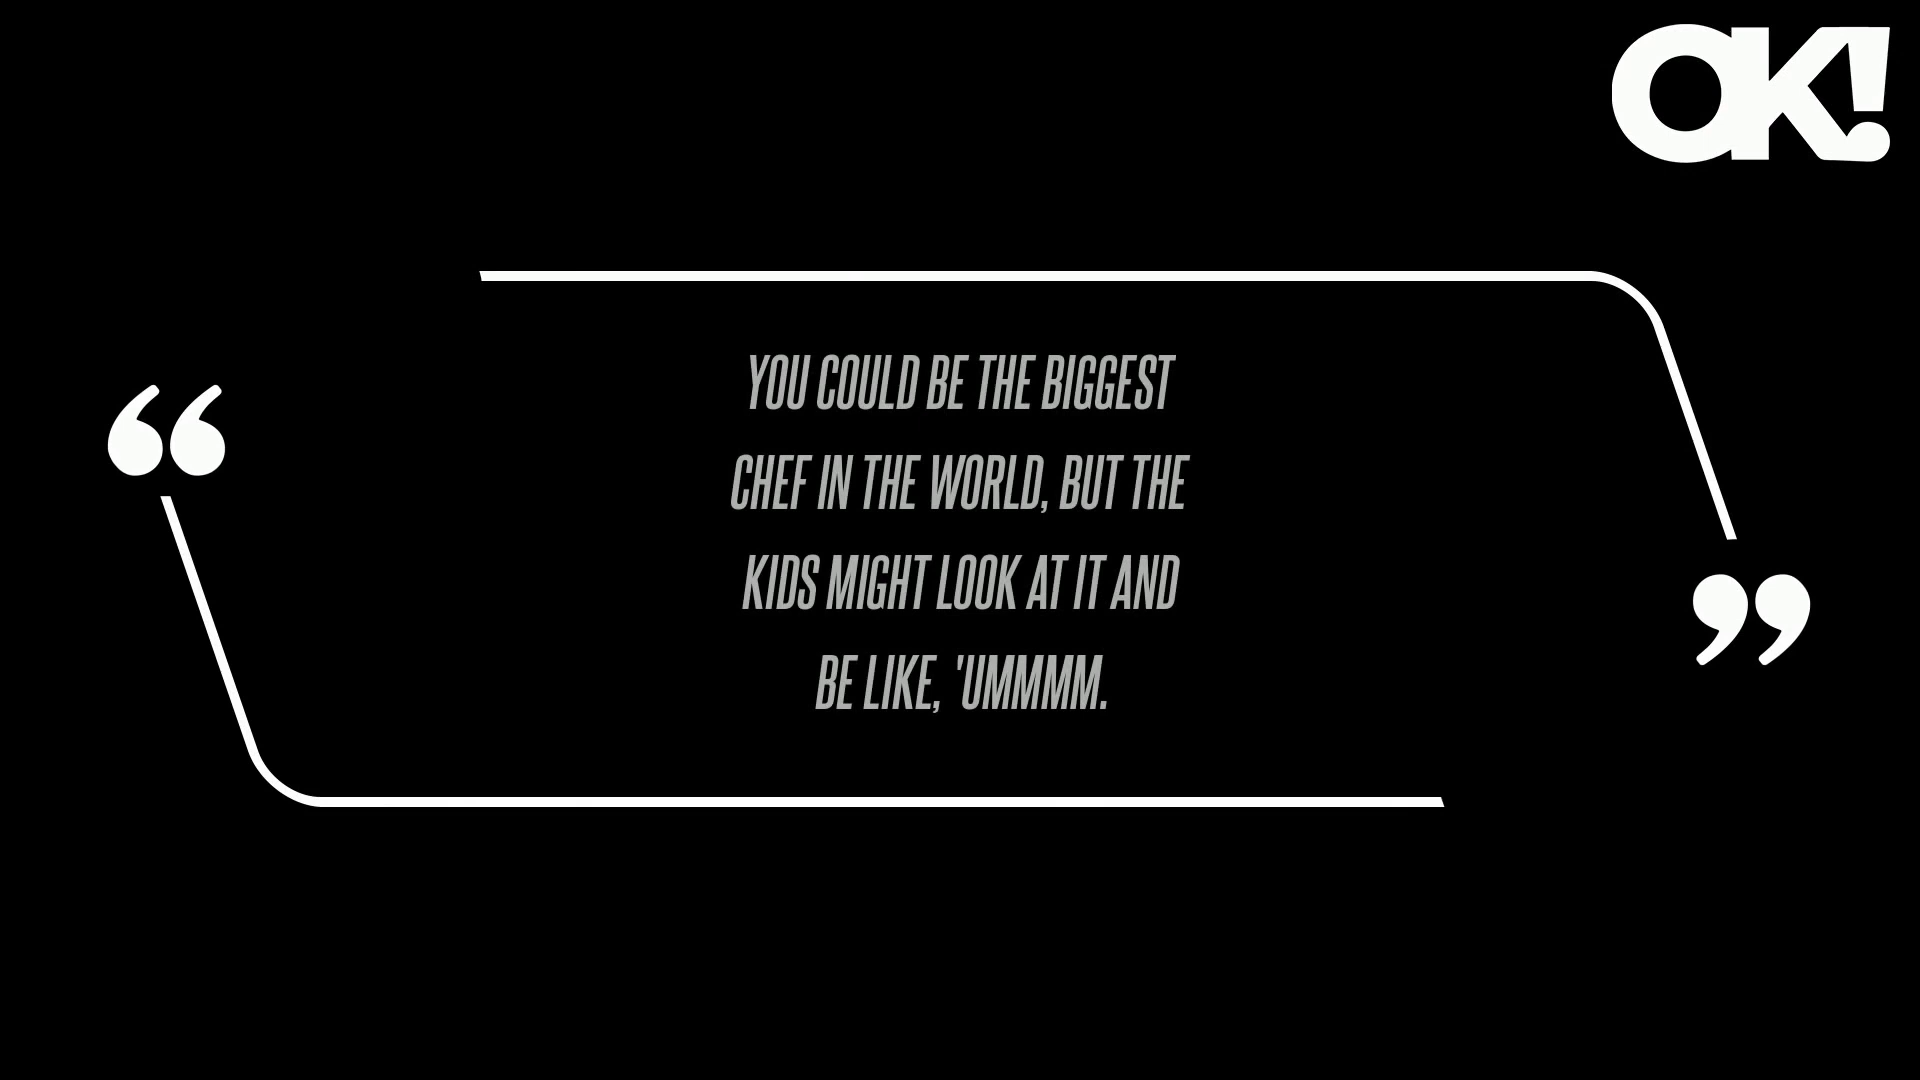 OK!
YOU COULD BE THE BIGGEST
CHEF IN THE WORLD, BUT THE
KIDS MIGHT LOOK AT IT AND
BE LIKE, 'UMMMM.